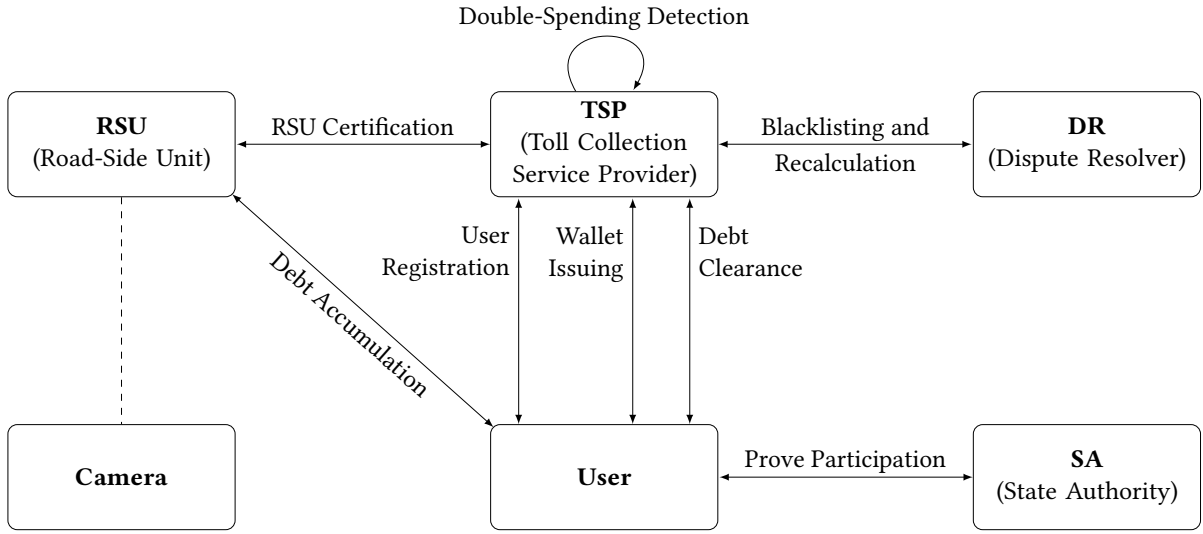 Double-Spending Detection
RSU
(Road-Side Unit)
RSU Certification
TSP
(Toll Collection
Service Provider)
Blacklisting and
Recalculation
DR
(Dispute Resolver)
Debt Accumulation
User
Registration
Wallet
Issuing
Debt
Clearance
Camera
User
Prove Participation
SA
(State Authority)